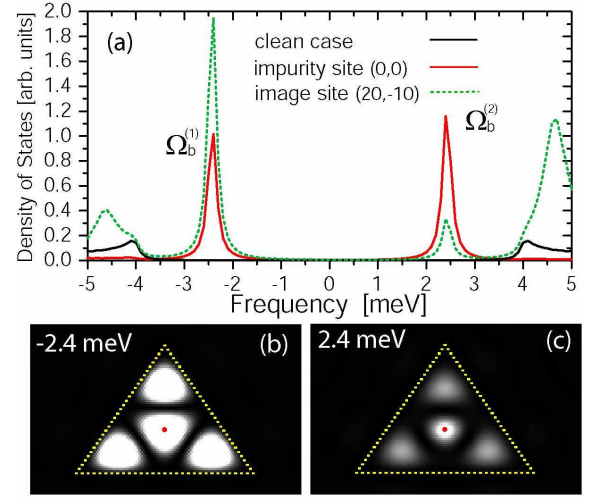 (a)
clean case
impurity site (0,0)
image site (20,-10)
Ω_b^(1)
Ω_b^(2)
Density of States [arb. units]
2.0
1.8
1.6
1.4
1.2
1.0
0.8
0.6
0.4
0.2
0.0
-5 -4 -3 -2 -1 0 1 2 3 4 5
Frequency [meV]
-2.4 meV (b)
2.4 meV (c)